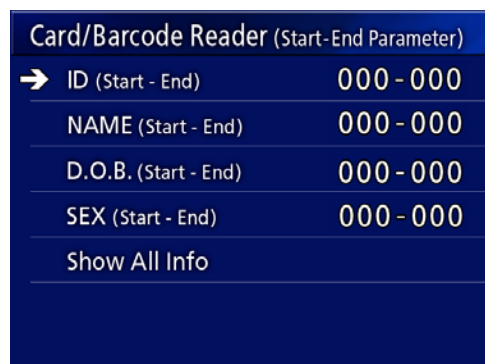 Card/Barcode Reader (Start-End Parameter)
ID (Start - End) 000-000
NAME (Start - End) 000-000
D.O.B. (Start - End) 000-000
SEX (Start - End) 000-000
Show All Info